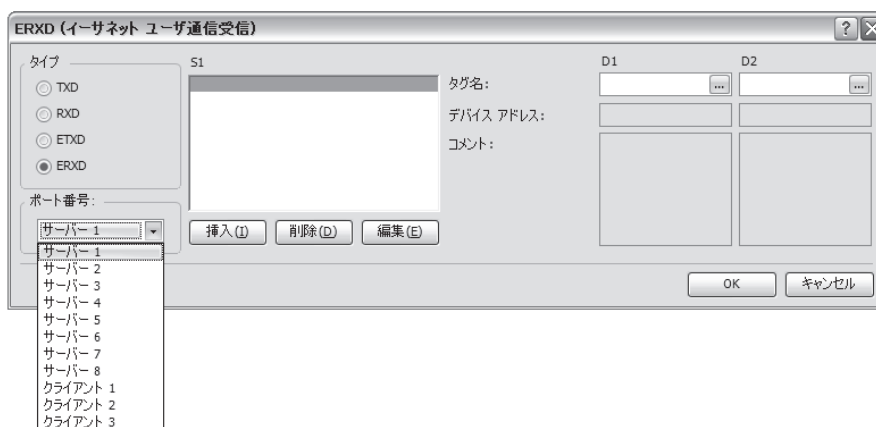 ERXD (イーサネット ユーザ通信受信)
タイプ
TXD
RXD
ETXD
ERXD
ポート番号:
サーバー 1
サーバー 1
サーバー 2
サーバー 3
サーバー 4
サーバー 5
サーバー 6
サーバー 7
サーバー 8
クライアント 1
クライアント 2
クライアント 3
S1
挿入(I) 削除(D) 編集(E)
D1 D2
タグ名: ... ...
デバイス アドレス:
コメント:
OK キャンセル